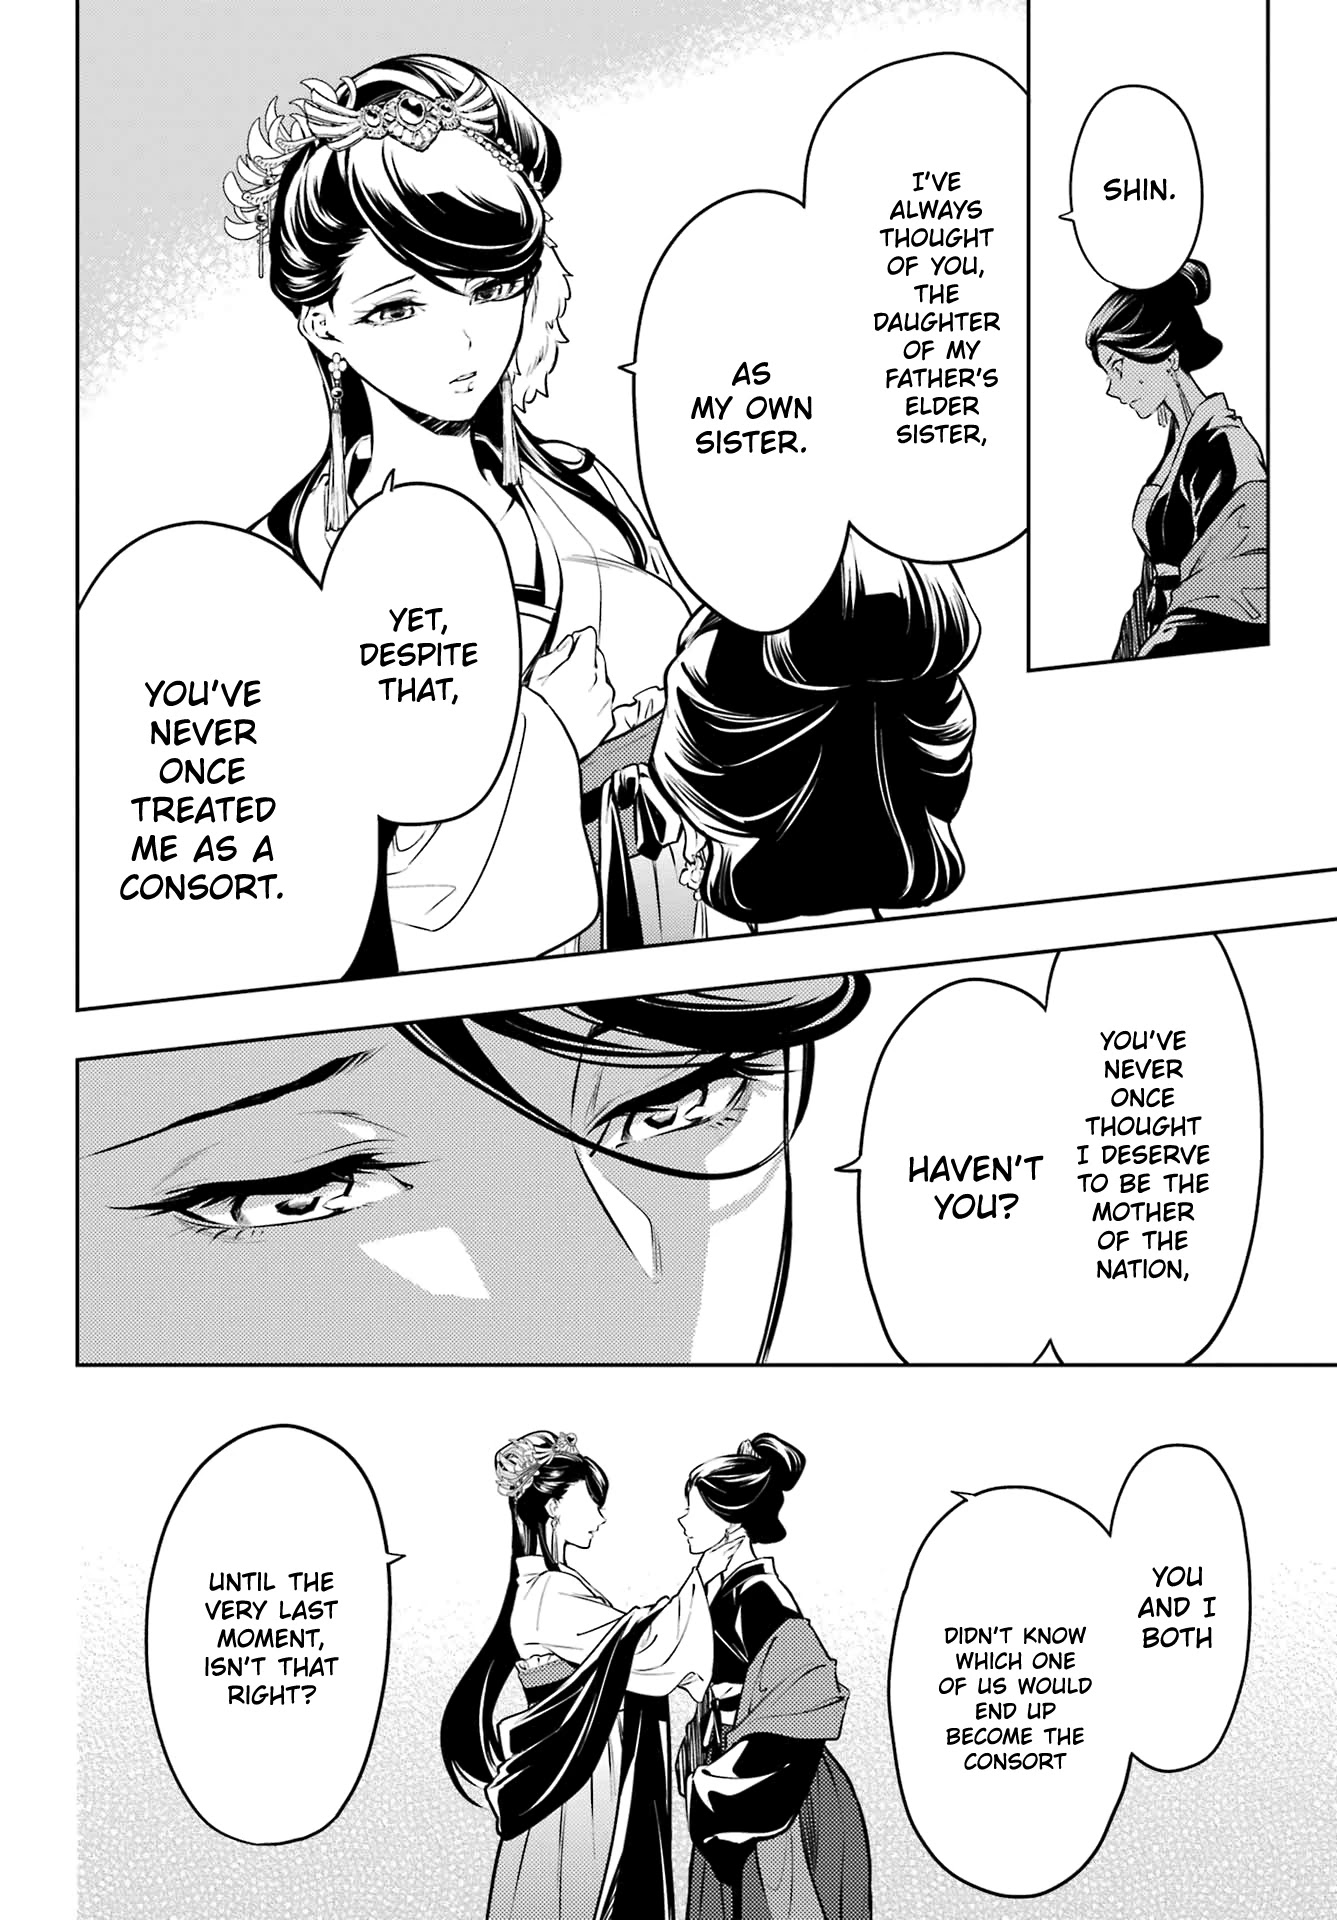 SHIN.
I'VE
ALWAYS
THOUGHT
OF YOU,
THE
DAUGHTER
OF MY
FATHER'S
ELDER
SISTER,
AS
MY OWN
SISTER.
YET,
DESPITE
THAT,
YOU'VE
NEVER
ONCE
TREATED
ME AS A
CONSORT.
YOU'VE
NEVER
ONCE
THOUGHT
I DESERVE
TO BE THE
MOTHER
OF THE
NATION,
HAVEN'T
YOU?
YOU
AND I
BOTH
DIDN'T KNOW
WHICH ONE
OF US WOULD
END UP
BECOME THE
CONSORT
UNTIL THE
VERY LAST
MOMENT,
ISN'T THAT
RIGHT?